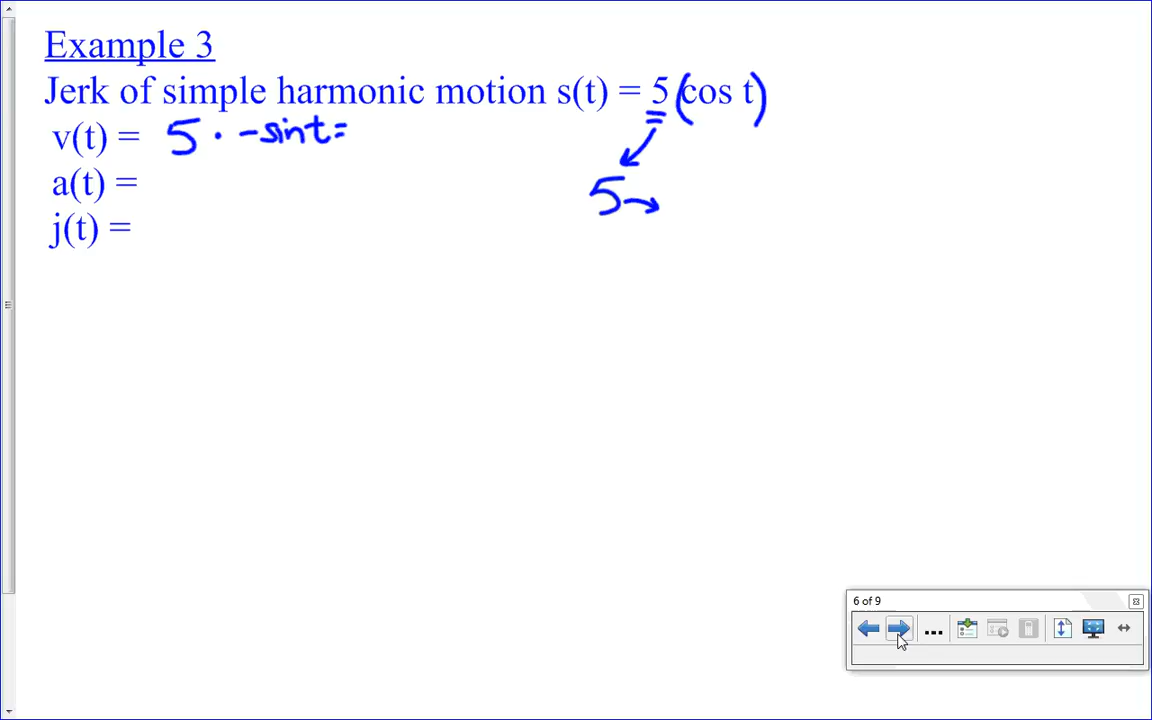 Example 3
Jerk of simple harmonic motion s(t) = 5 (cos t)
v(t) = 5 · -sint=
a(t) =
5
j(t) =
6 of 9